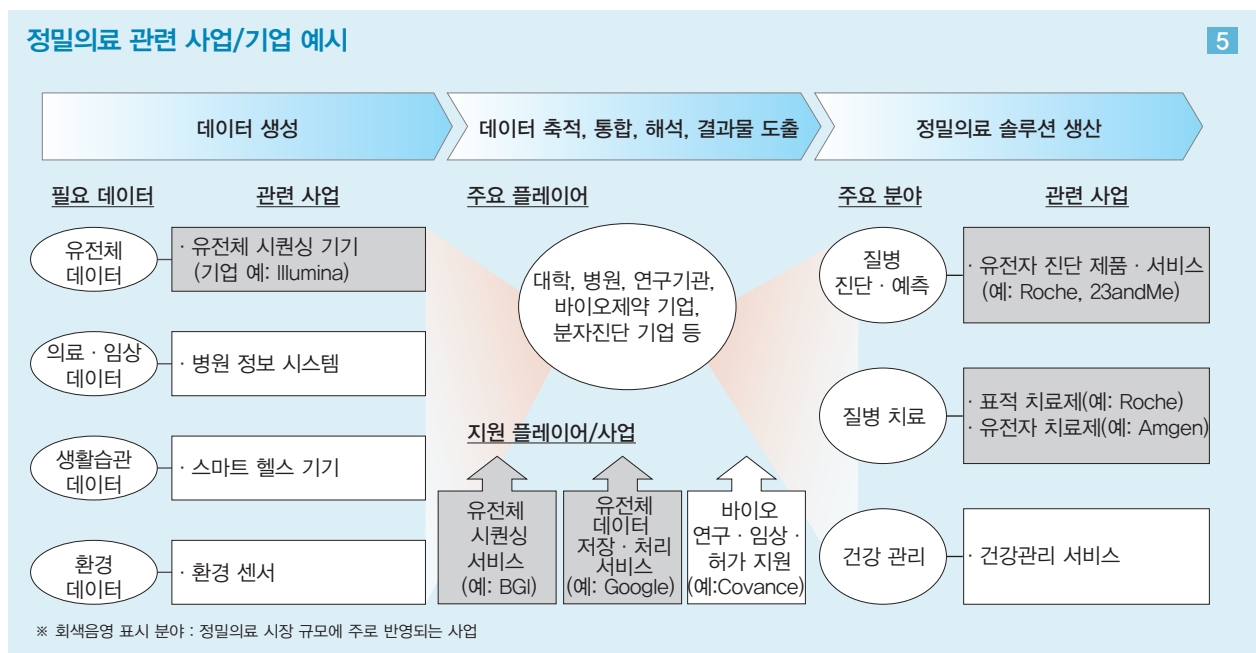 정밀의료 관련 사업/기업 예시
5
데이터 생성
데이터 축적, 통합, 해석, 결과물 도출
정밀의료 솔루션 생산
필요 데이터
관련 사업
주요 플레이어
주요 분야
관련 사업
유전체
데이터
· 유전체 시퀀싱 기기
(기업 예: Illumina)
의료 · 임상
데이터
· 병원 정보 시스템
생활습관
데이터
· 스마트 헬스 기기
환경
데이터
· 환경 센서
대학, 병원, 연구기관,
바이오제약 기업,
분자진단 기업 등
지원 플레이어/사업
유전체
시퀀싱
서비스
(예: BGI)
유전체
데이터
저장 · 처리
서비스
(예: Google)
바이오
연구 · 임상 ·
허가 지원
(예:Covance)
질병
진단 · 예측
· 유전자 진단 제품 · 서비스
(예: Roche, 23andMe)
질병 치료
· 표적 치료제(예: Roche)
· 유전자 치료제(예: Amgen)
건강 관리
· 건강관리 서비스
※ 회색음영 표시 분야 : 정밀의료 시장 규모에 주로 반영되는 사업